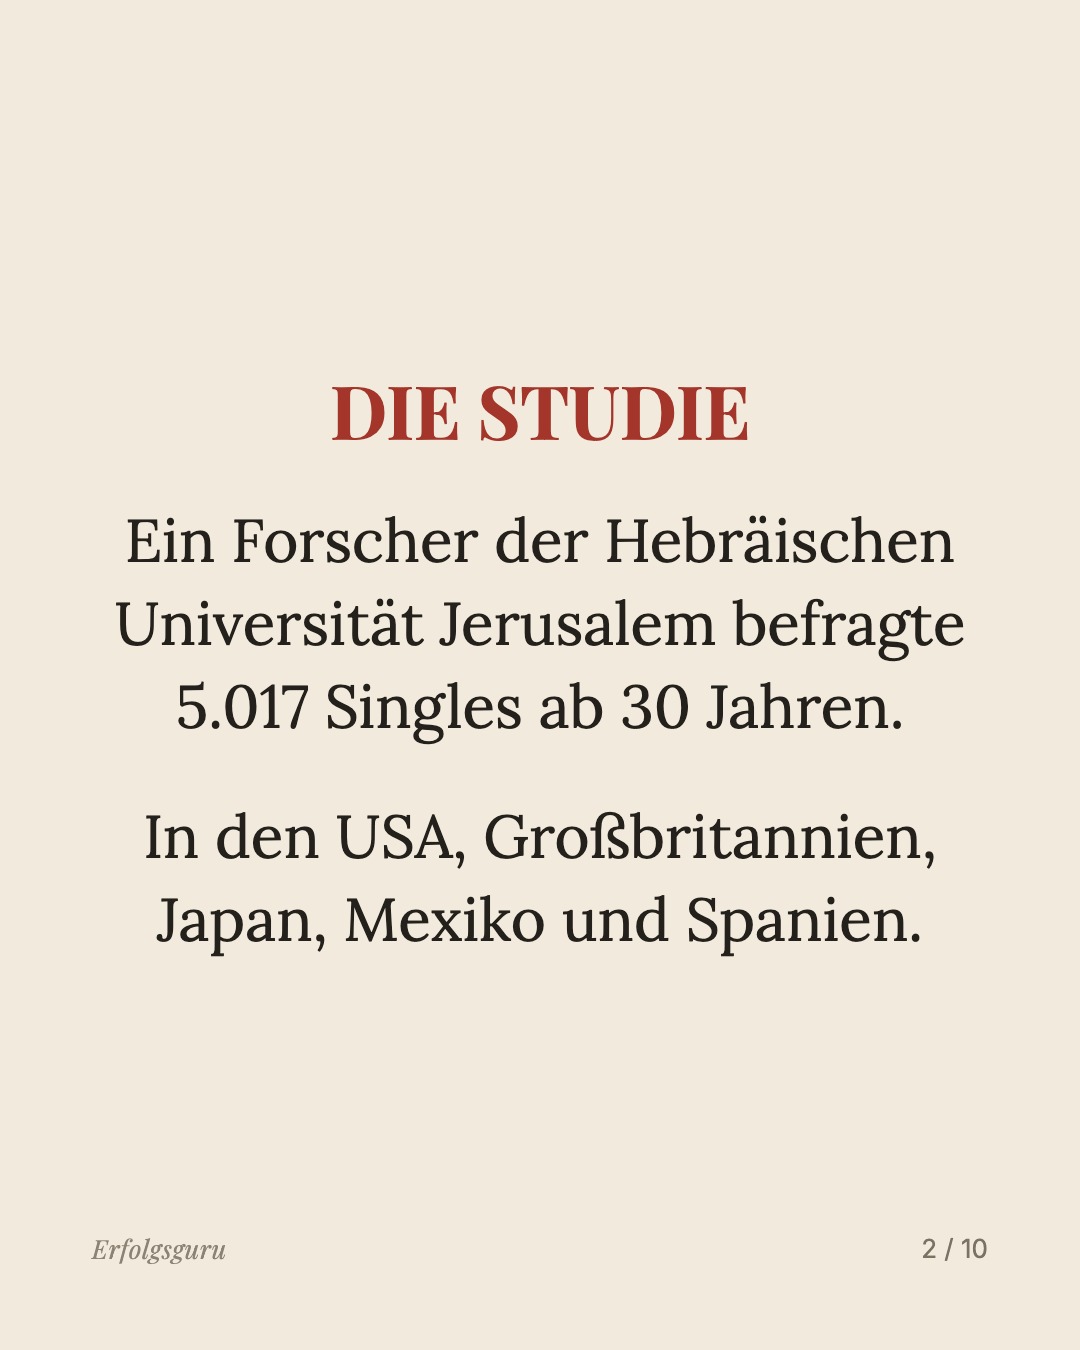 DIE STUDIE
Ein Forscher der Hebräischen
Universität Jerusalem befragte
5.017 Singles ab 30 Jahren.
In den USA, Großbritannien,
Japan, Mexiko und Spanien.
Erfolgsguru
2 / 10